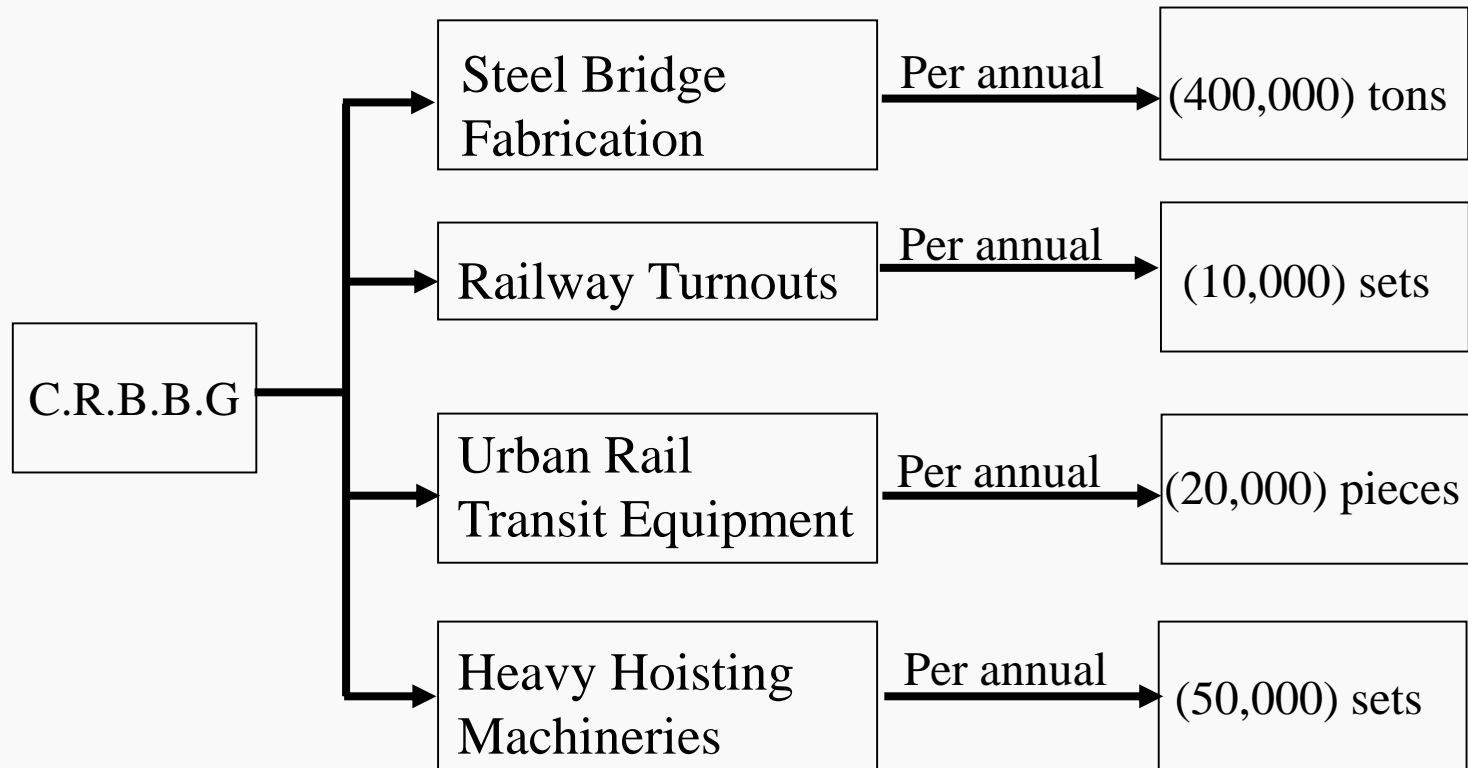 C.R.B.B.G
Steel Bridge
Fabrication
Per annual
(400,000) tons
Railway Turnouts
Per annual
(10,000) sets
Urban Rail
Transit Equipment
Per annual
(20,000) pieces
Heavy Hoisting
Machineries
Per annual
(50,000) sets